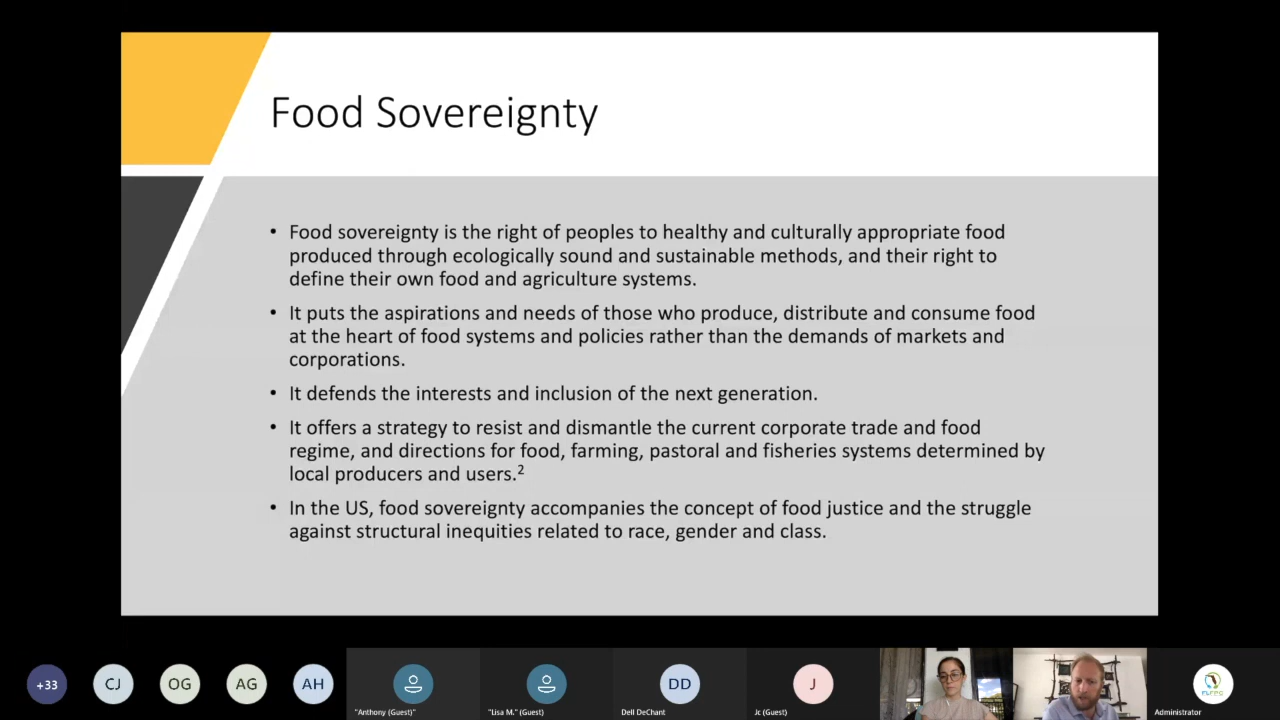 Food Sovereignty
• Food sovereignty is the right of peoples to healthy and culturally appropriate food
produced through ecologically sound and sustainable methods, and their right to
define their own food and agriculture systems.
• It puts the aspirations and needs of those who produce, distribute and consume food
at the heart of food systems and policies rather than the demands of markets and
corporations.
• It defends the interests and inclusion of the next generation.
• It offers a strategy to resist and dismantle the current corporate trade and food
regime, and directions for food, farming, pastoral and fisheries systems determined by
local producers and users.²
• In the US, food sovereignty accompanies the concept of food justice and the struggle
against structural inequities related to race, gender and class.
+33
CJ
OG
AG
AH
DD
J
"Anthony (Guest)"
"Lisa M." (Guest)
Dell DeChant
Jc (Guest)
Administrator